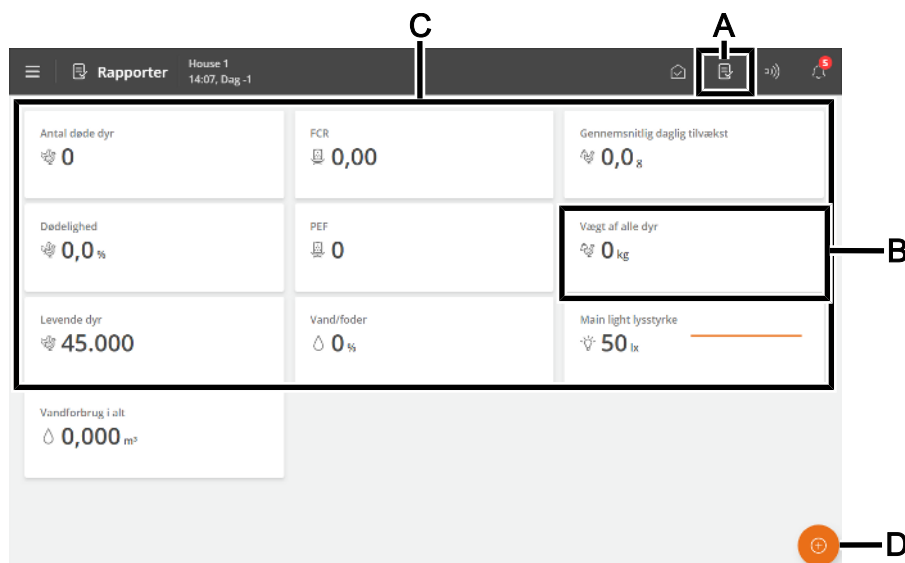 C
A
Rapporter
House 1
14:07, Dag -1
5
Antal døde dyr
0
FCR
0,00
Gennemsnitlig daglig tilvækst
0,0 g
Dødelighed
0,0 %
PEF
0
Vægt af alle dyr
0 kg
B
Levende dyr
45.000
Vand/foder
0 %
Main light lysstyrke
50 lx
Vandforbrug i alt
0,000 m³
D